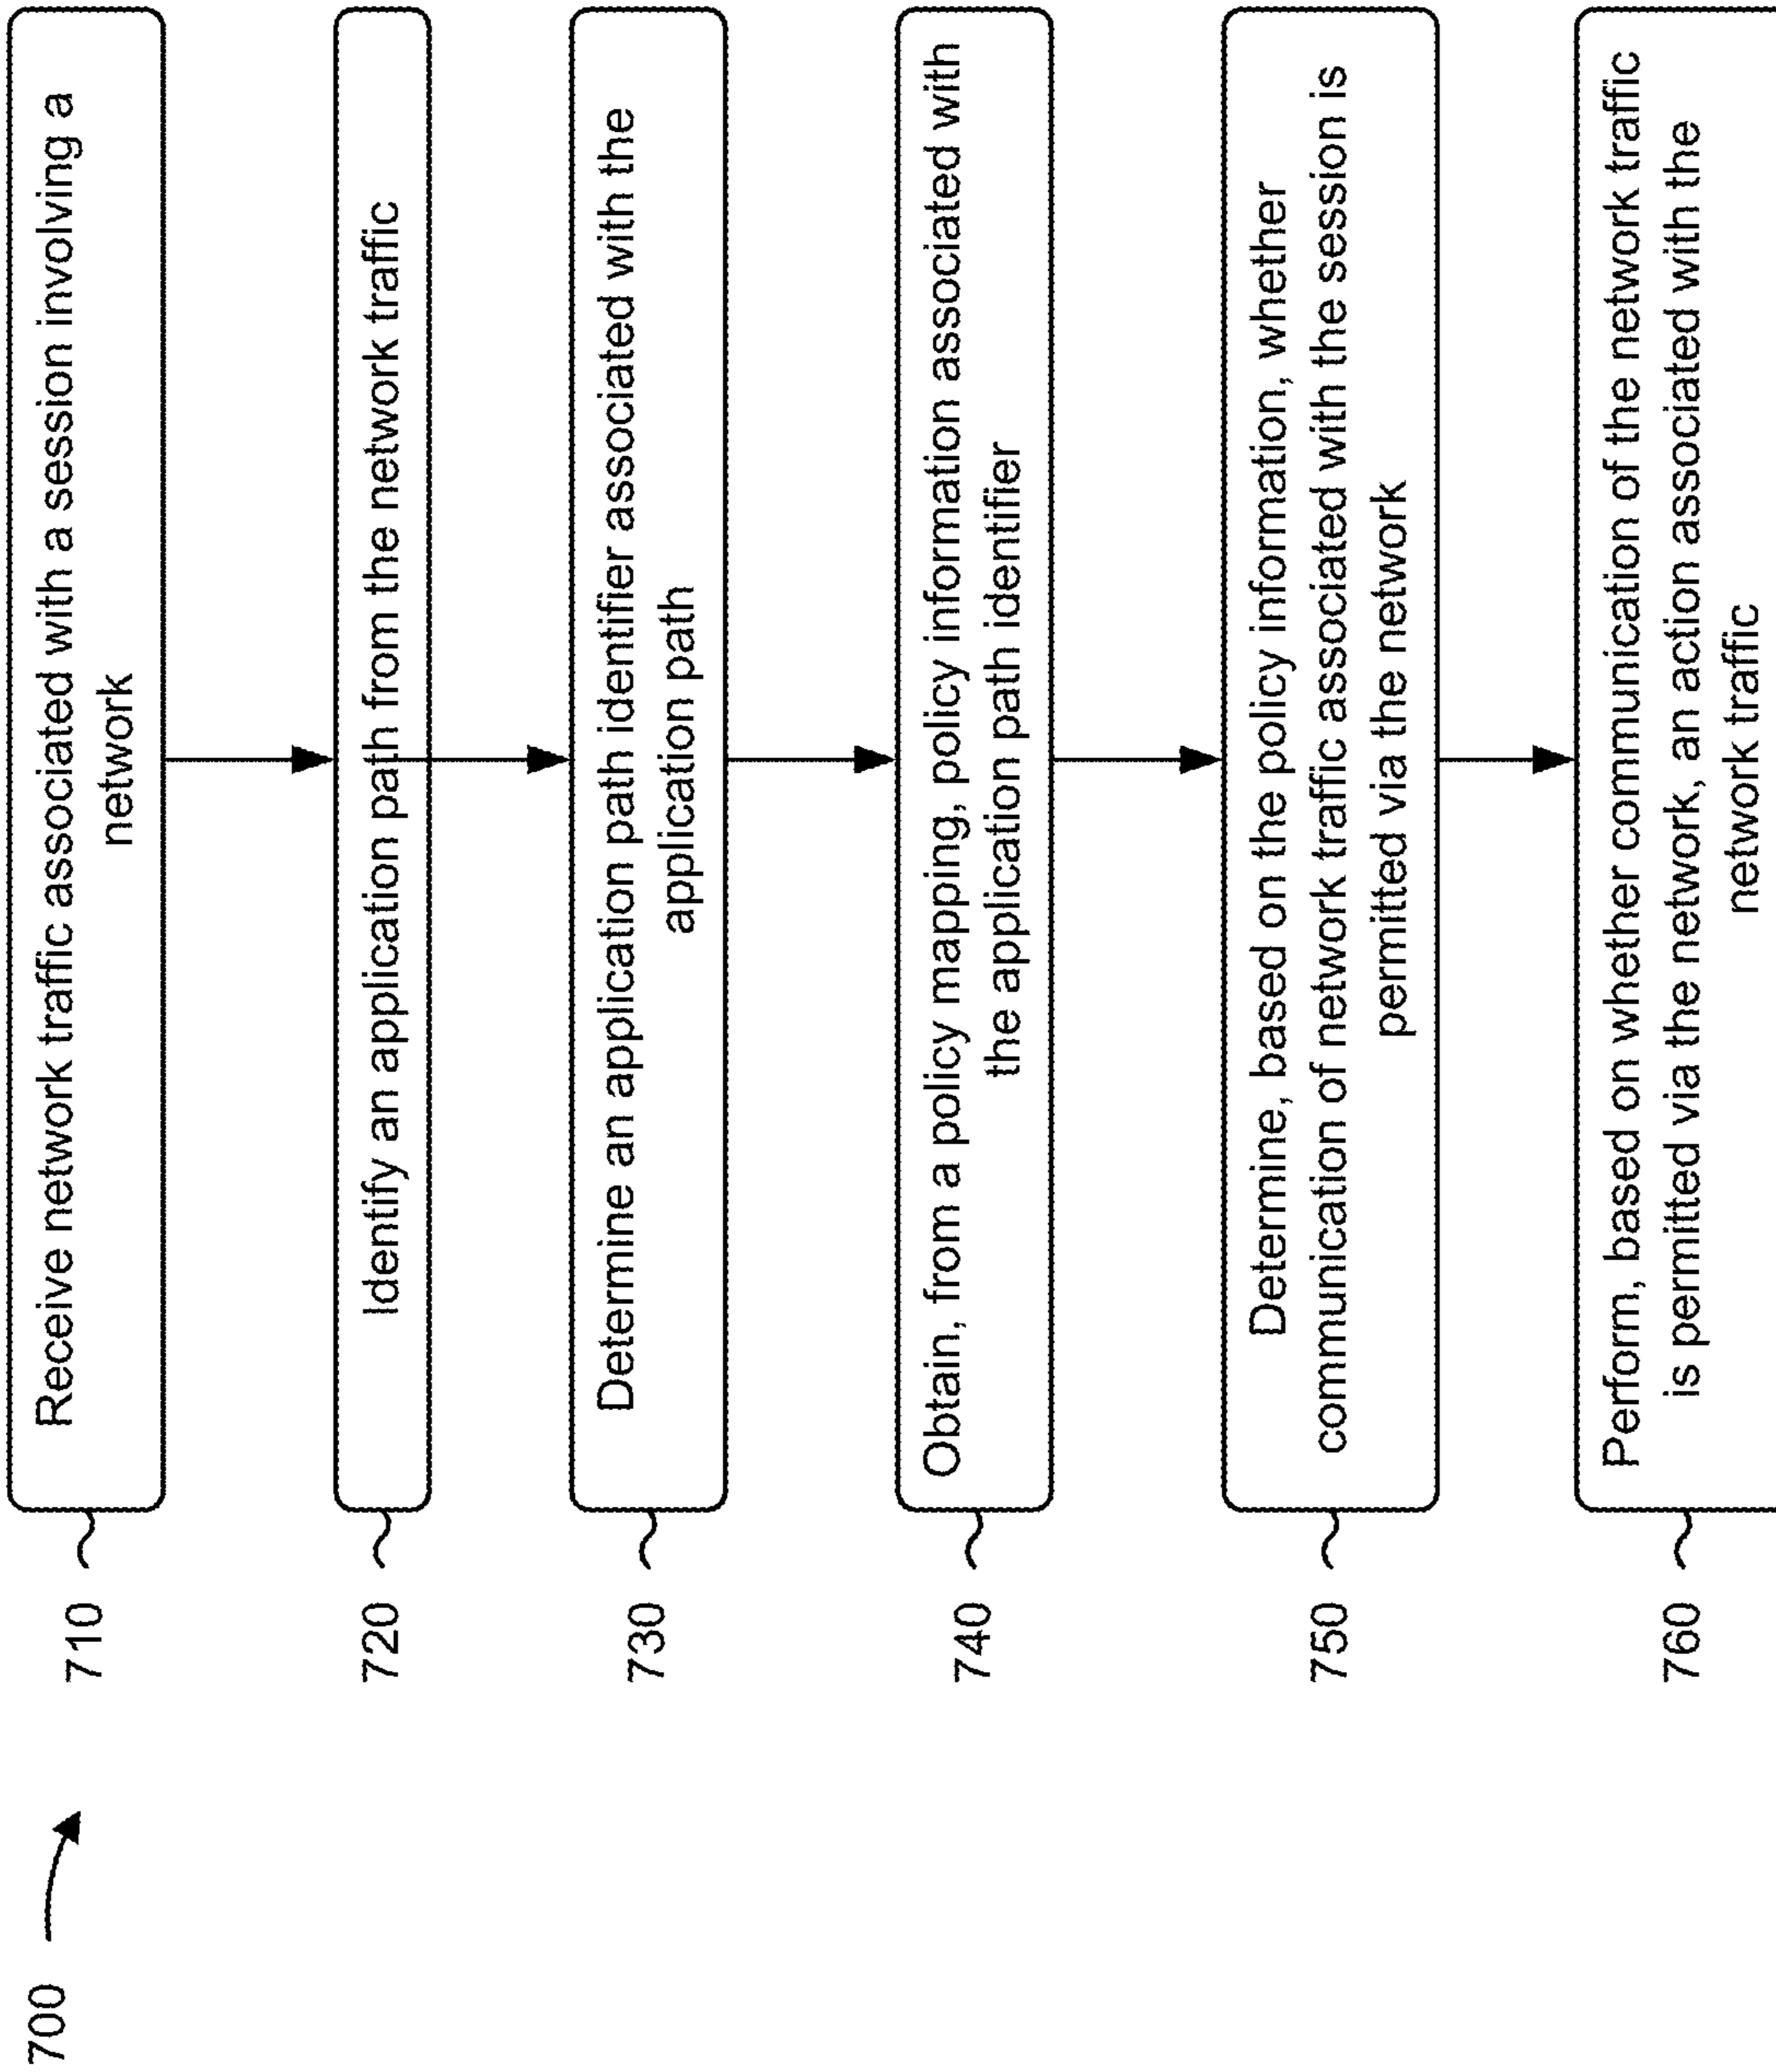 700
710
Receive network traffic associated with a session involving a
network
720
Identify an application path from the network traffic
730
Determine an application path identifier associated with the
application path
740
Obtain, from a policy mapping, policy information associated with
the application path identifier
750
Determine, based on the policy information, whether
communication of network traffic associated with the session is
permitted via the network
760
Perform, based on whether communication of the network traffic
is permitted via the network, an action associated with the
network traffic